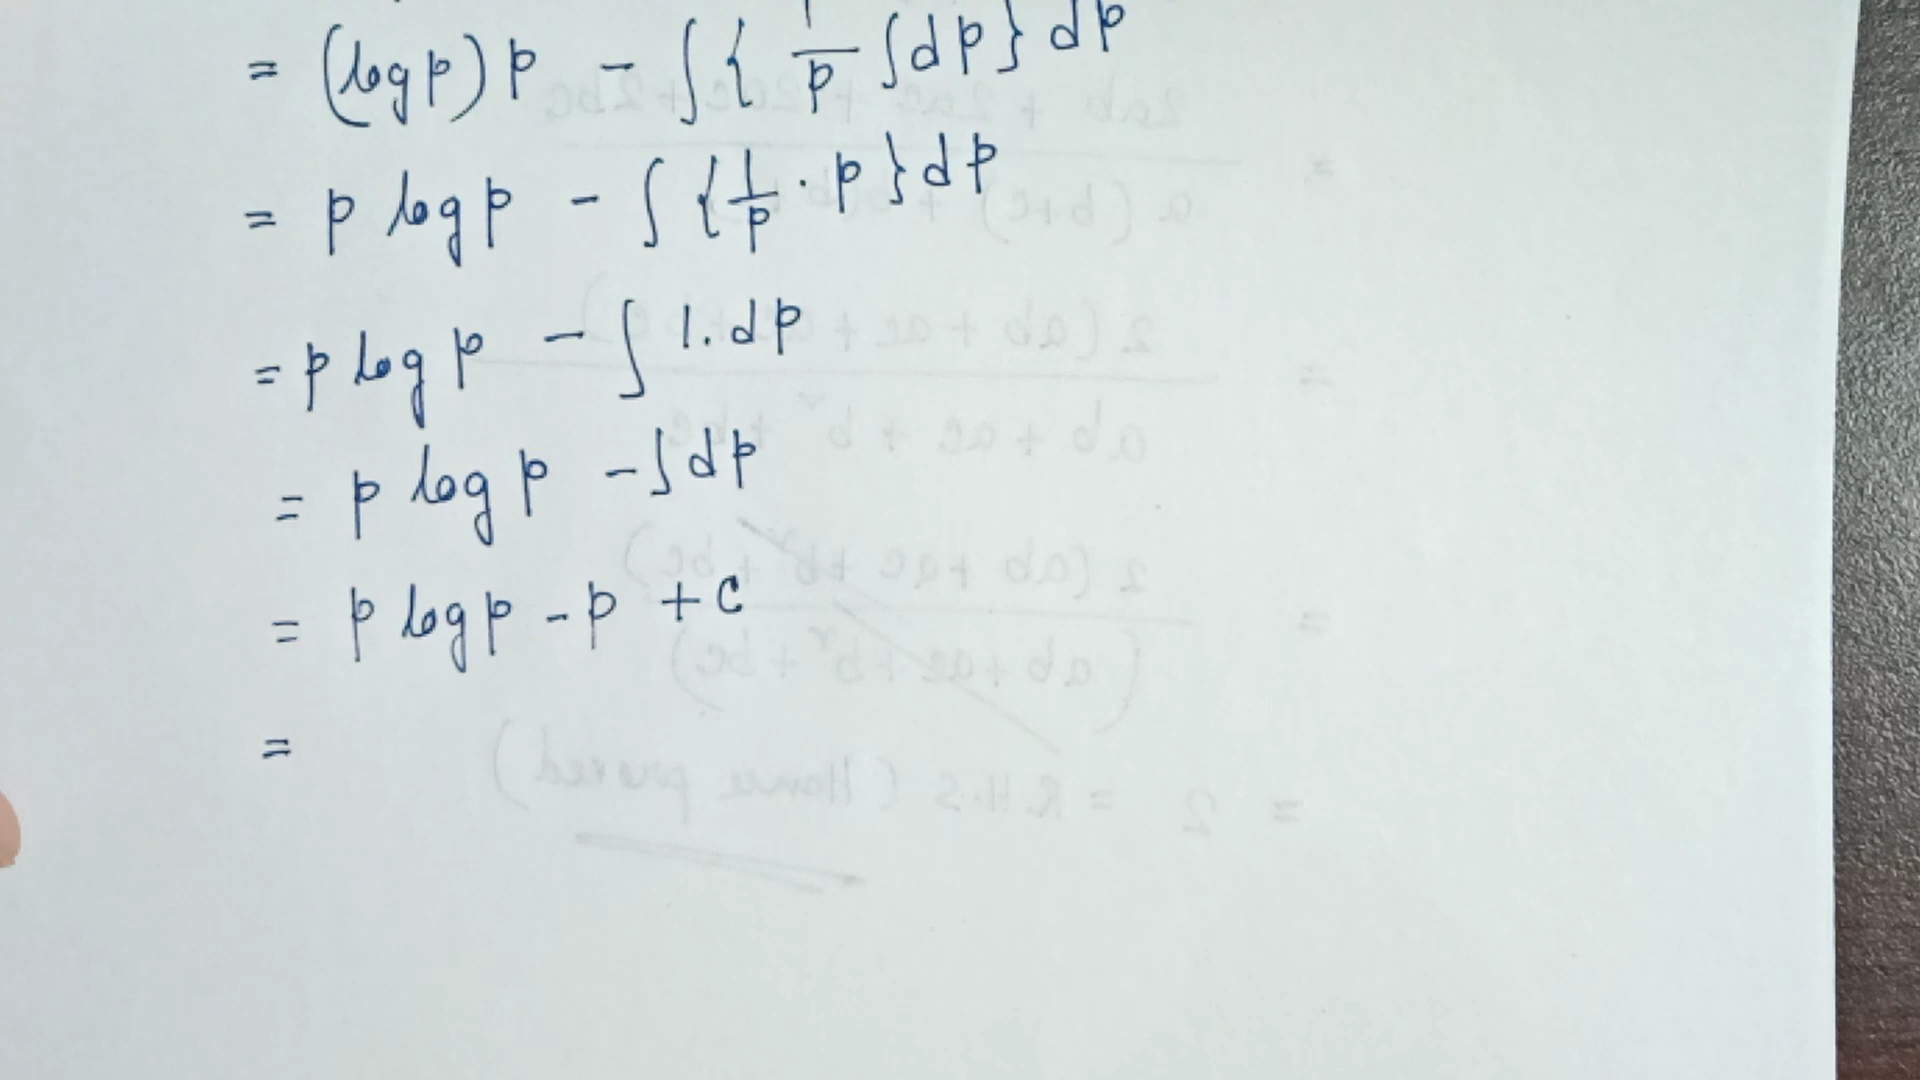 = (log p) p - ∫ { 1/p ∫ dp } dp
= p log p - ∫ { 1/p · p } dp
= p log p - ∫ 1. dp
= p log p - ∫ dp
= p log p - p + c
=